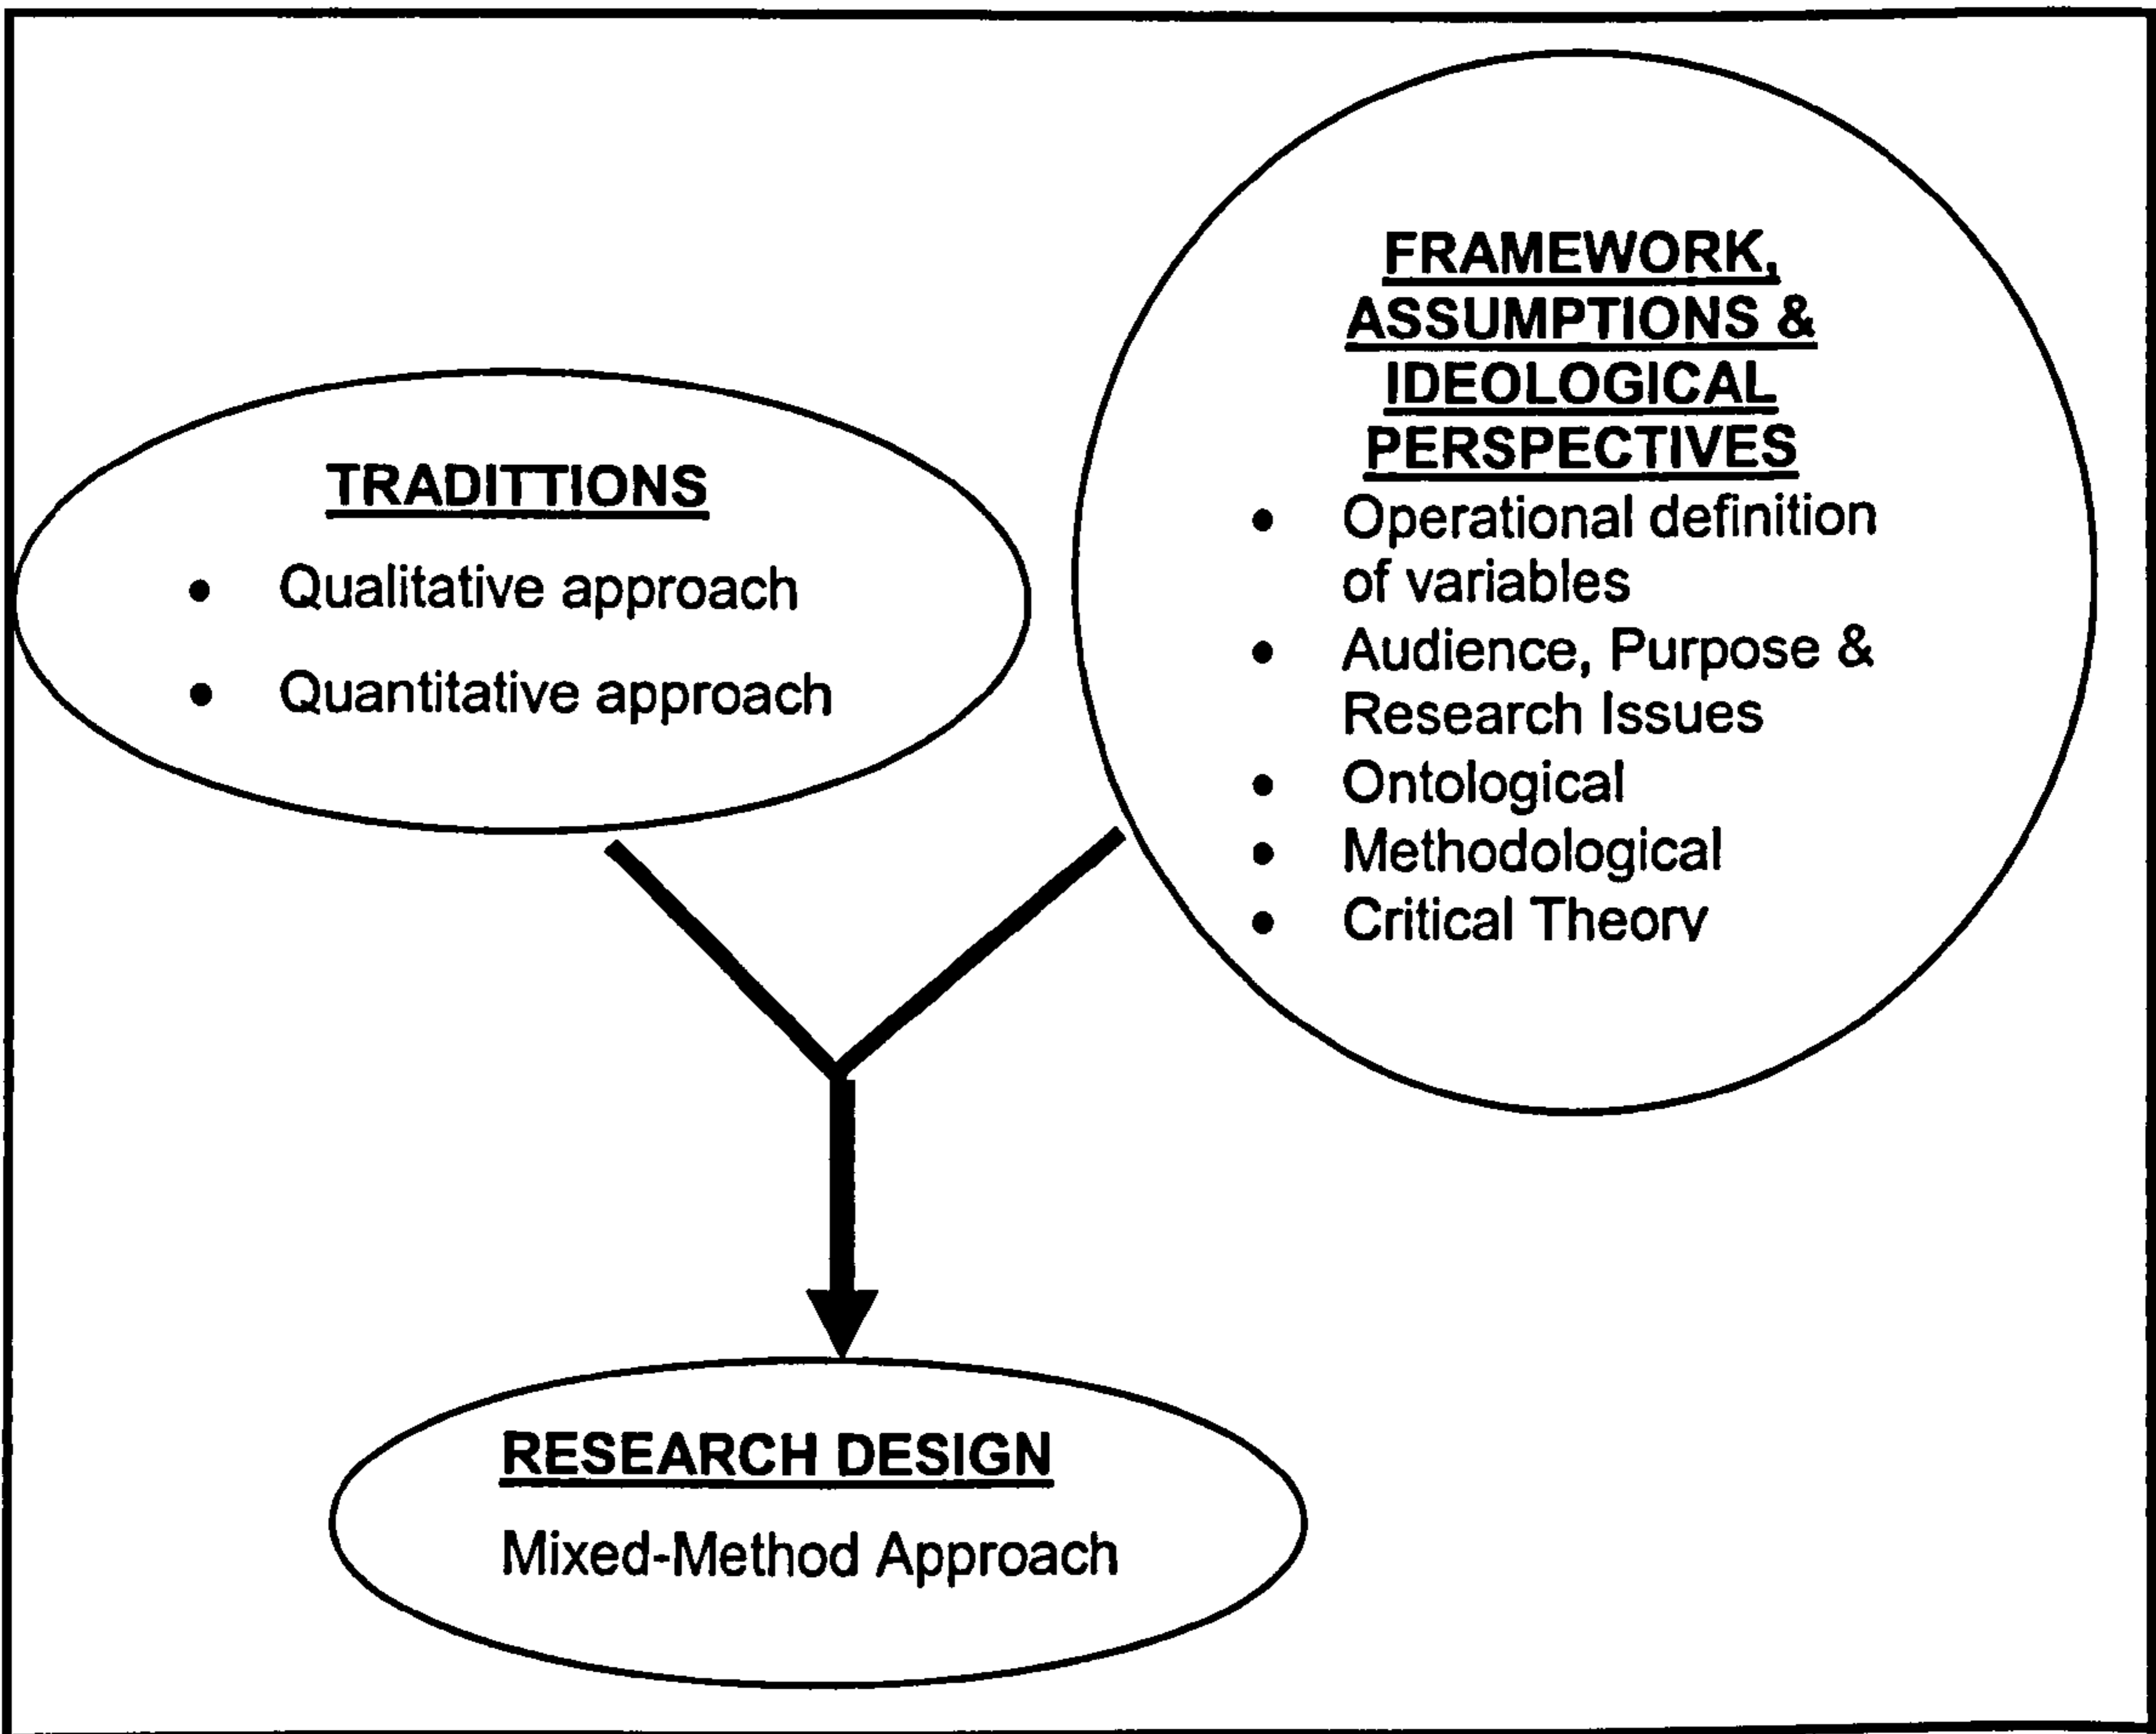 TRADITTIONS
• Qualitative approach
• Quantitative approach
FRAMEWORK,
ASSUMPTIONS &
IDEOLOGICAL
PERSPECTIVES
• Operational definition
of variables
• Audience, Purpose &
Research Issues
• Ontological
• Methodological
• Critical Theory
RESEARCH DESIGN
Mixed-Method Approach